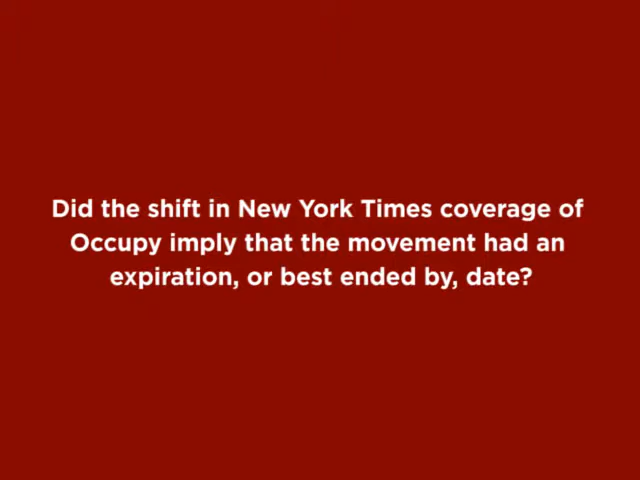 Did the shift in New York Times coverage of
Occupy imply that the movement had an
expiration, or best ended by, date?